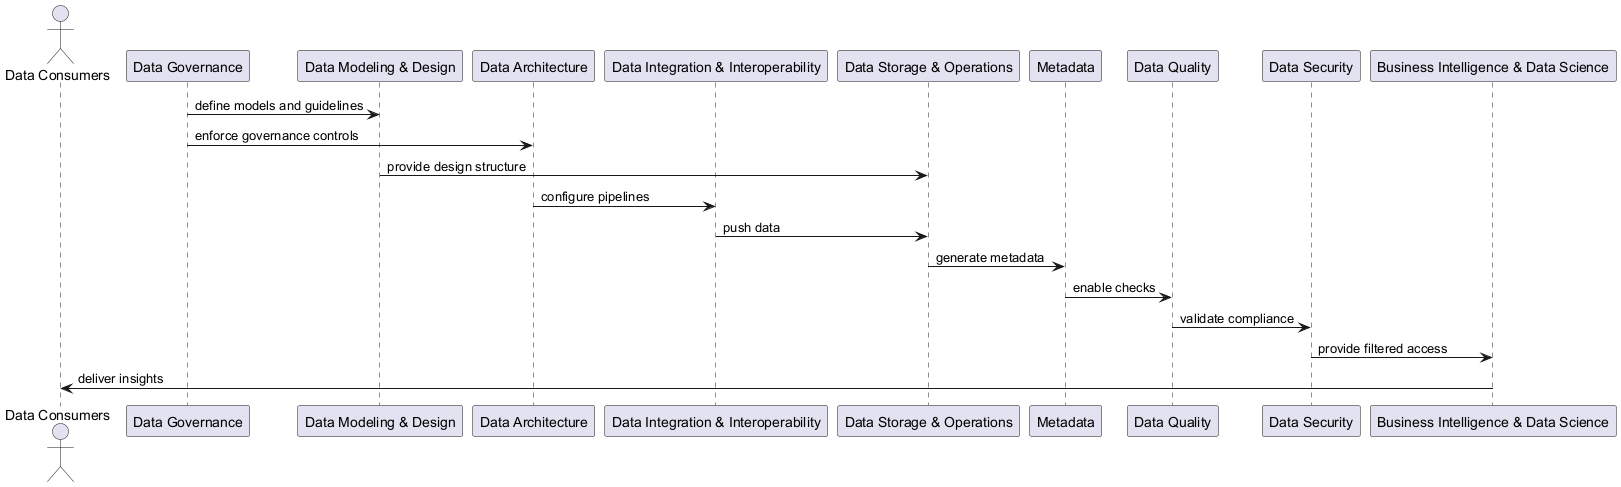 Data Consumers
Data Governance
Data Modeling & Design
Data Architecture
Data Integration & Interoperability
Data Storage & Operations
Metadata
Data Quality
Data Security
Business Intelligence & Data Science
define models and guidelines
enforce governance controls
provide design structure
configure pipelines
push data
generate metadata
enable checks
validate compliance
provide filtered access
deliver insights
Data Consumers
Data Governance
Data Modeling & Design
Data Architecture
Data Integration & Interoperability
Data Storage & Operations
Metadata
Data Quality
Data Security
Business Intelligence & Data Science